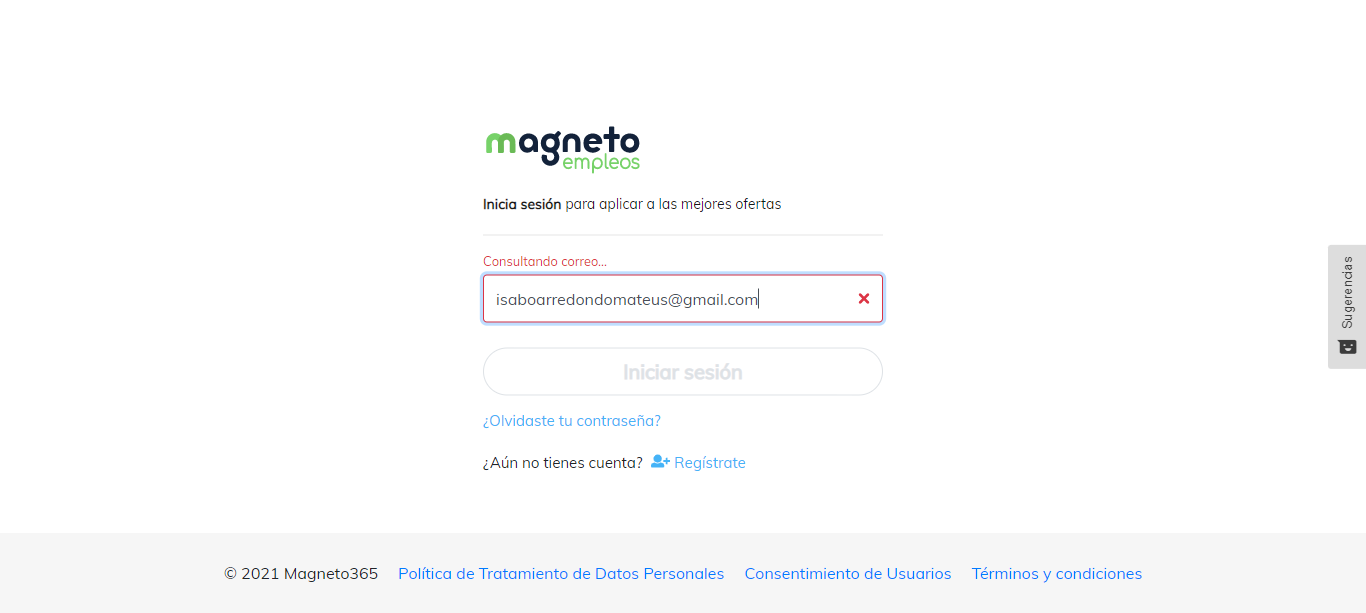 magneto
empleos
Inicia sesión para aplicar a las mejores ofertas
Consultando correo...
isaboarredondomateus@gmail.com
Iniciar sesión
¿Olvidaste tu contraseña?
¿Aún no tienes cuenta? Regístrate
Sugerendas
© 2021 Magneto365 Política de Tratamiento de Datos Personales Consentimiento de Usuarios Términos y condiciones